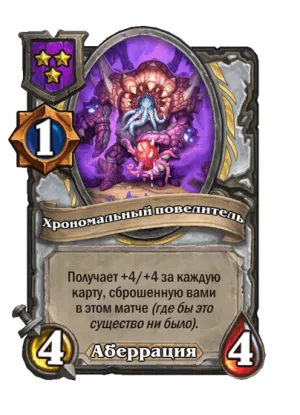 1
Хрономальный повелитель
Получает +4/+4 за каждую
карту, сброшенную вами
в этом матче (где бы это
существо ни было).
4 Аберрация 4